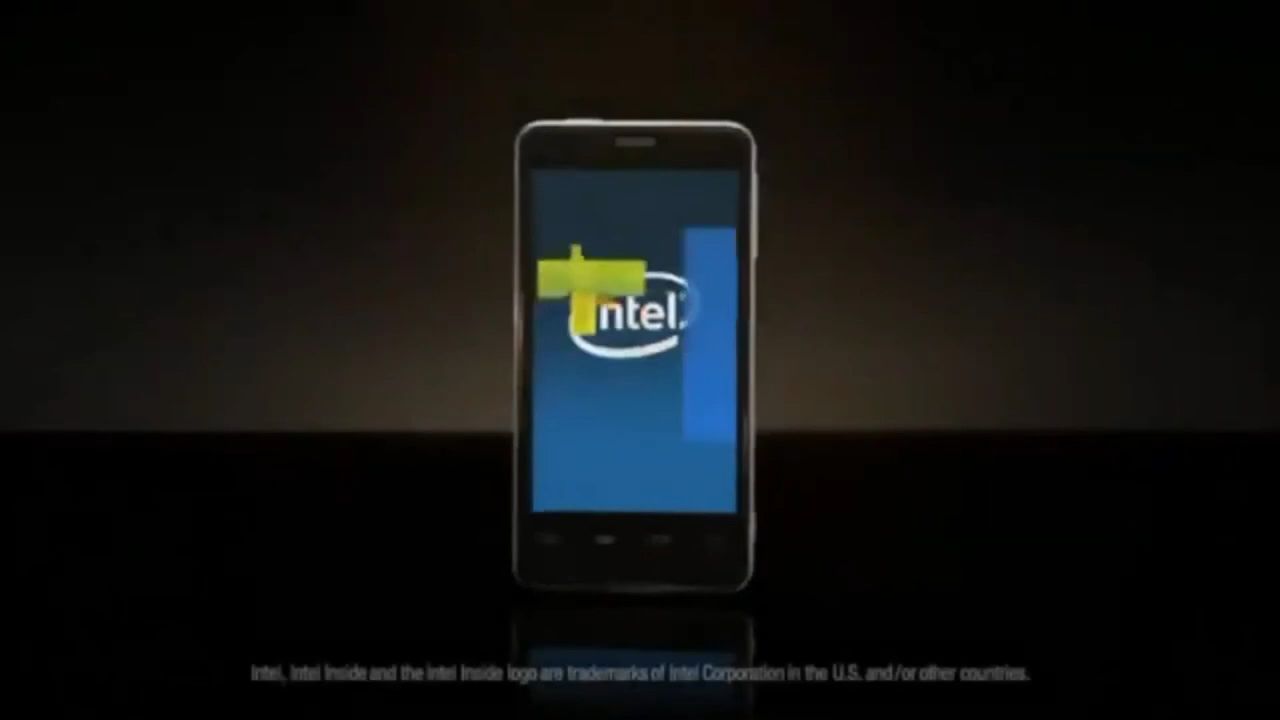 intel
Intel, Intel Inside and the Intel Inside logo are trademarks of Intel Corporation in the U.S. and/or other countries.